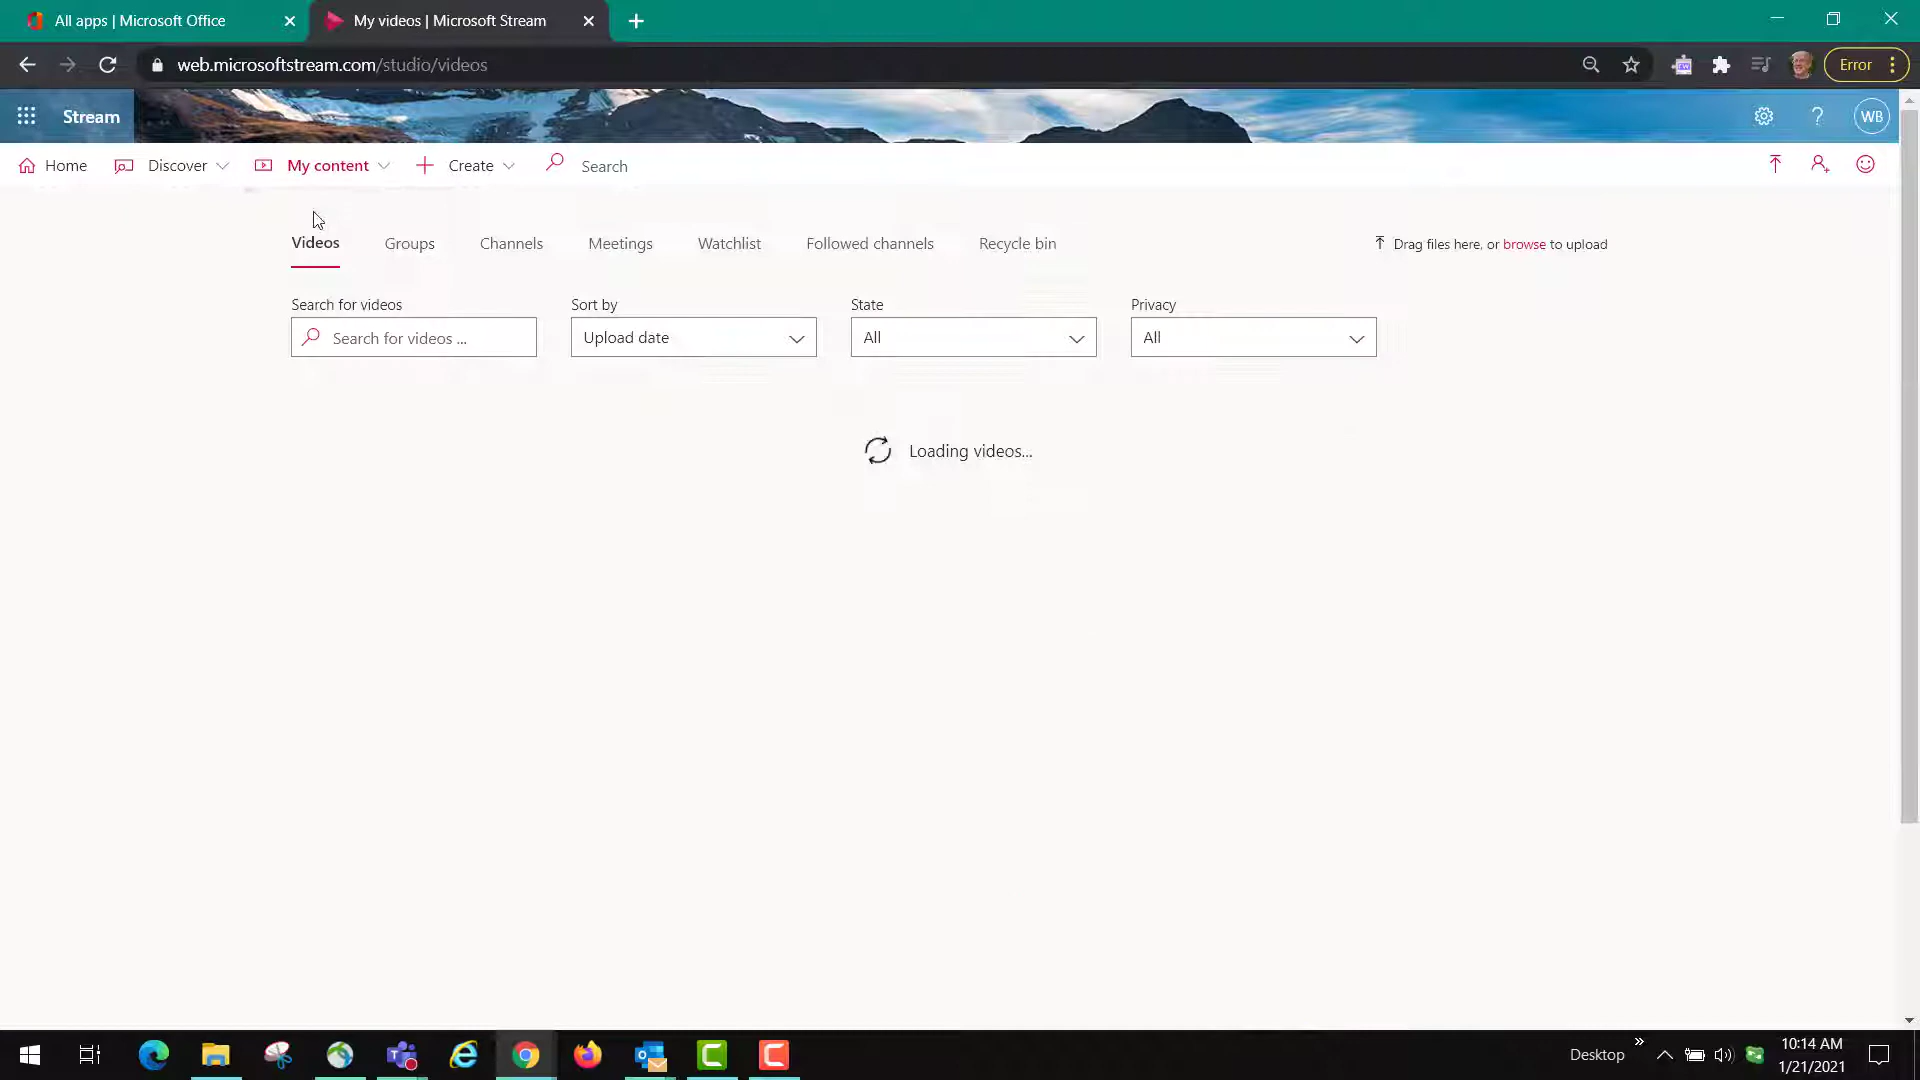 All apps | Microsoft Office
My videos | Microsoft Stream
web.microsoftstream.com/studio/videos
Error
Stream
WB
Home
Discover
My content
Create
Search
Videos
Groups
Channels
Meetings
Watchlist
Followed channels
Recycle bin
Drag files here, or browse to upload
Search for videos
Sort by
State
Privacy
Search for videos ...
Upload date
All
All
Loading videos...
Desktop
10:14 AM
1/21/2021